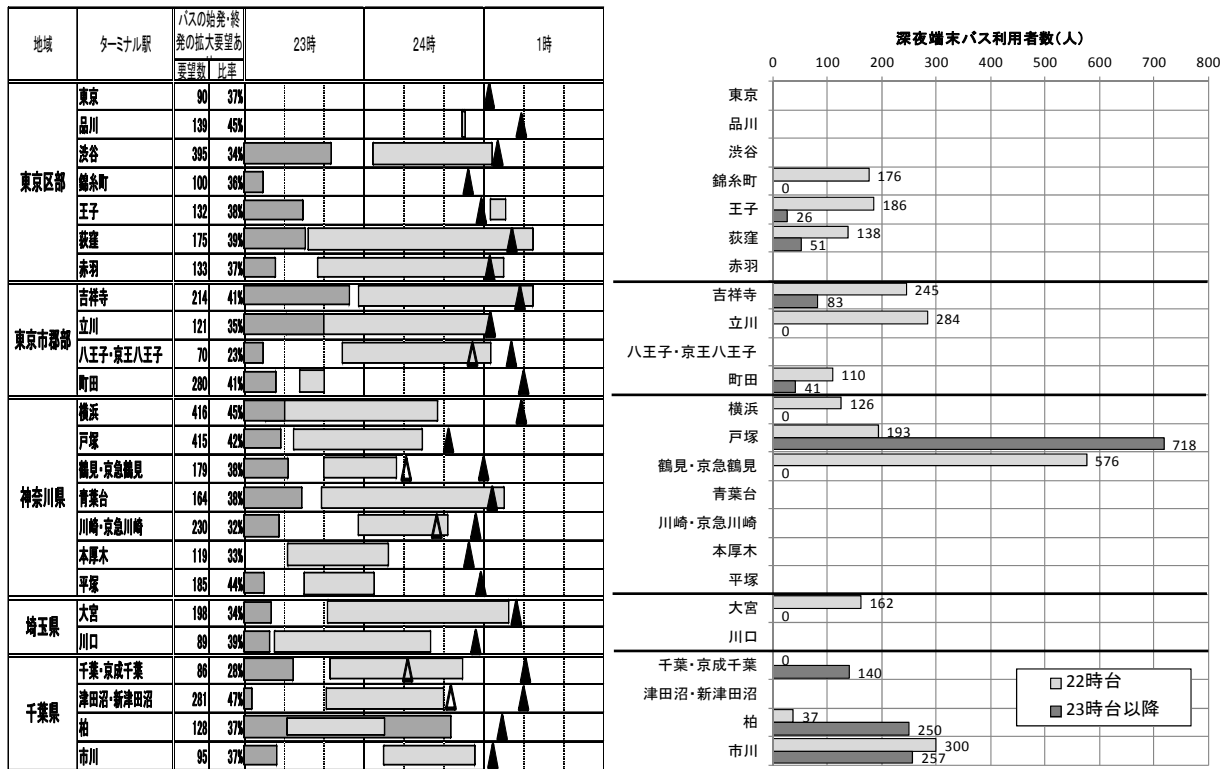 地域 ターミナル駅 バスの始発・終発の拡大要望あ 23時 24時 1時
要望数 比率
東京区部
東京 90 37%
品川 139 45%
渋谷 395 34%
錦糸町 100 36%
王子 132 38%
荻窪 175 39%
赤羽 133 37%
東京市郡部
吉祥寺 214 41%
立川 121 35%
八王子・京王八王子 70 23%
町田 280 41%
神奈川県
横浜 416 45%
戸塚 415 42%
鶴見・京急鶴見 179 38%
青葉台 164 38%
川崎・京急川崎 230 32%
本厚木 119 33%
平塚 185 44%
埼玉県
大宮 198 34%
川口 89 39%
千葉県
千葉・京成千葉 86 28%
津田沼・新津田沼 281 47%
柏 128 37%
市川 95 37%
深夜端末バス利用者数(人)
0 100 200 300 400 500 600 700 800
東京
品川
渋谷
錦糸町 176
0
王子 186
26
荻窪 138
51
赤羽
吉祥寺 245
83
立川 284
0
八王子・京王八王子
町田 110
41
横浜 126
0
戸塚 193
718
鶴見・京急鶴見 576
0
青葉台
川崎・京急川崎
本厚木
平塚
大宮 162
0
川口
千葉・京成千葉 0
140
津田沼・新津田沼
柏 37
250
市川 300
257
22時台
23時台以降